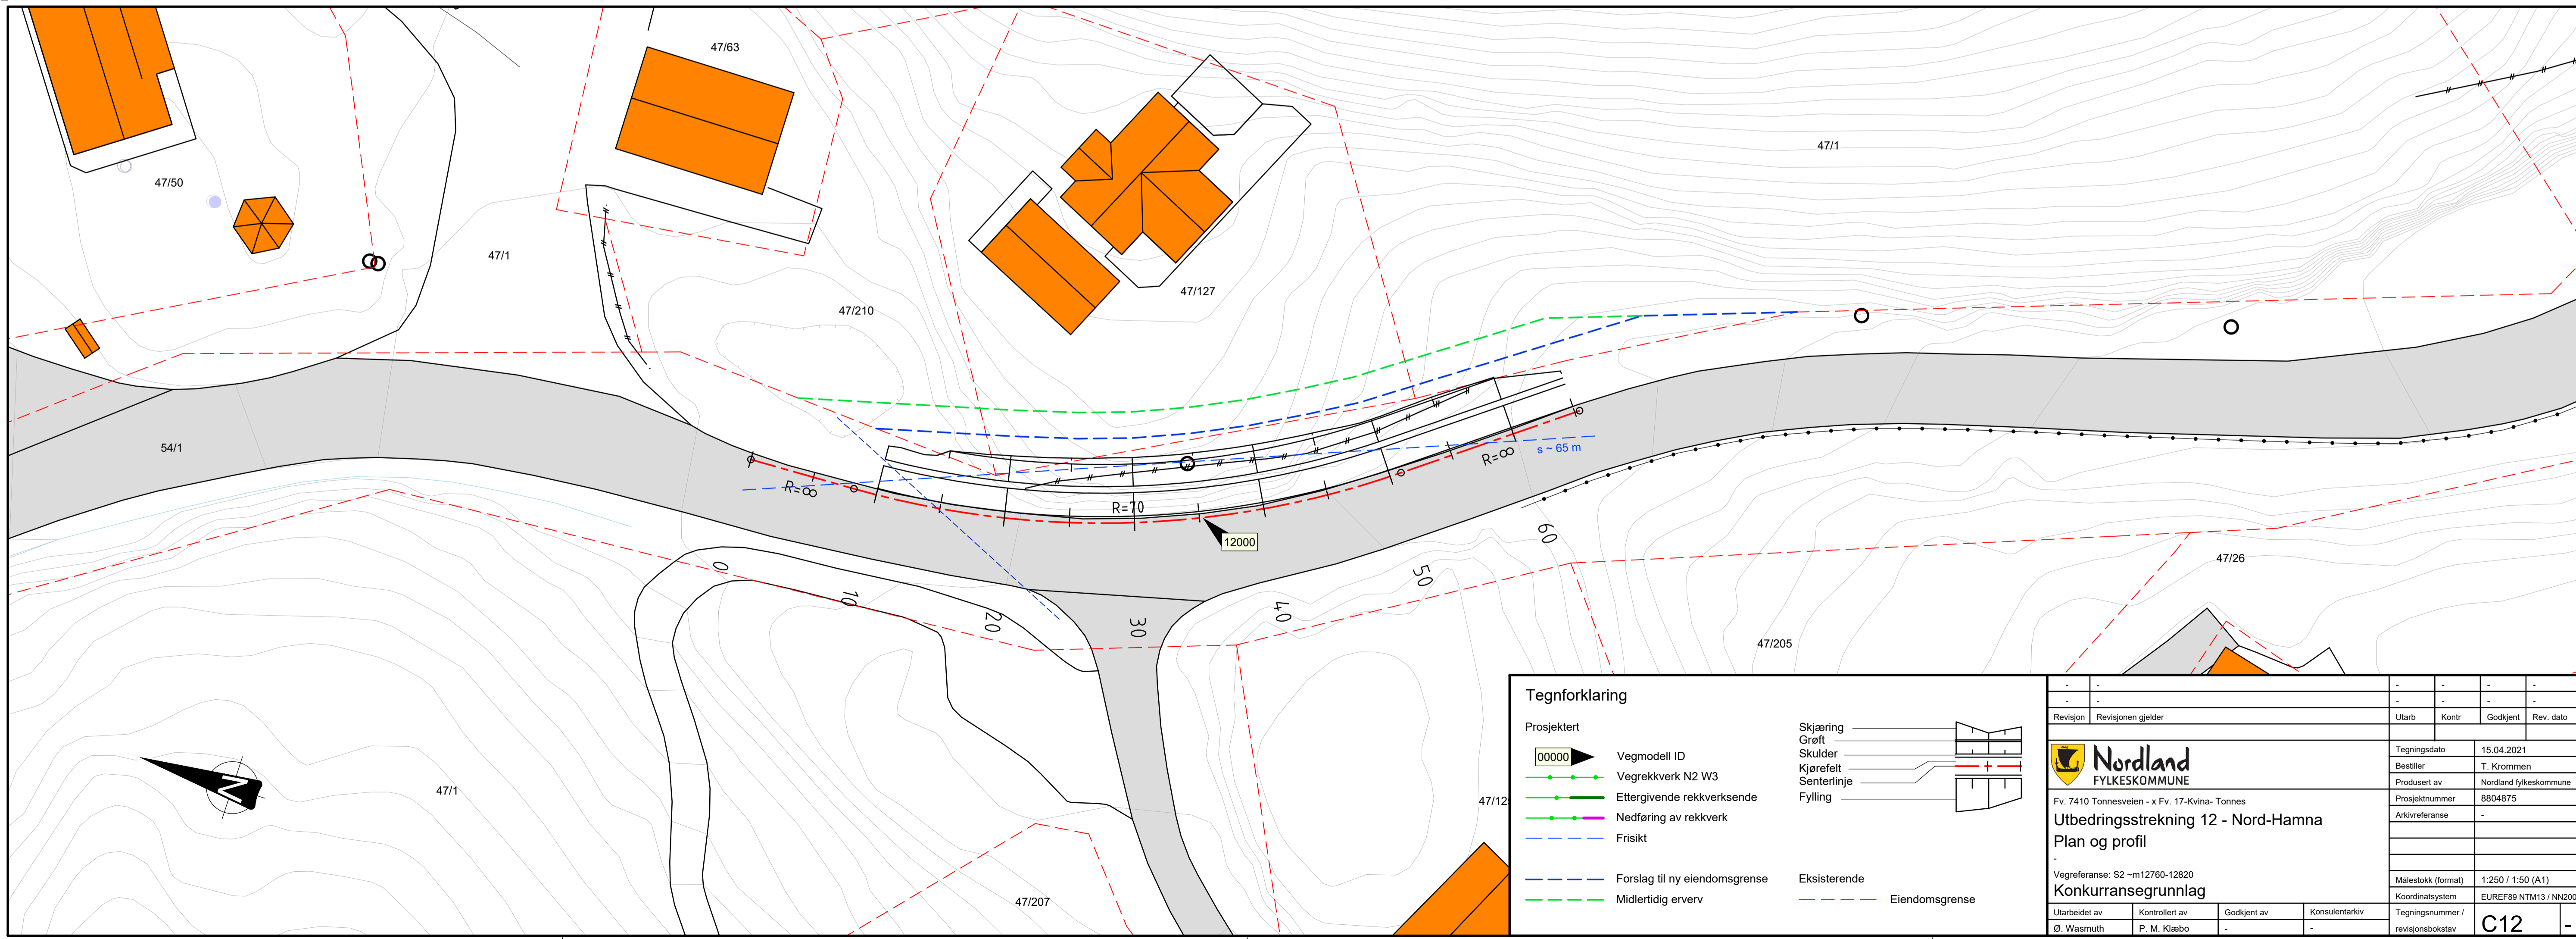 47/63
47/1
47/50
47/1
47/127
47/210
54/1
R=∞
R=70
R=∞
s ~ 65 m
12000
0
10
20
30
40
50
60
47/26
47/205
47/1
47/207
N
Tegnforklaring
Prosjektert
00000 Vegmodell ID
Vegrekkverk N2 W3
Ettergivende rekkverksende
Nedføring av rekkverk
Frisikt
Forslag til ny eiendomsgrense
Midlertidig erverv
Skjæring
Grøft
Skulder
Kjørefelt
Senterlinje
Fylling
Eksisterende
Eiendomsgrense
- - - - - -
- - - - - -
Revisjon Revisjonen gjelder Utarb Kontr Godkjent Rev. dato
Nordland
FYLKESKOMMUNE
Tegningsdato 15.04.2021
Bestiller T. Krommen
Produsert av Nordland fylkeskommune
Prosjektnummer 8804875
Arkivreferanse -
Fv. 7410 Tonnesveien - x Fv. 17-Kvina- Tonnes
Utbedringsstrekning 12 - Nord-Hamna
Plan og profil
-
Vegreferanse: S2 ~m12760-12820
Konkurransegrunnlag
Målestokk (format) 1:250 / 1:50 (A1)
Koordinatsystem EUREF89 NTM13 /
Utarbeidet av Kontrollert av Godkjent av Konsulentarkiv
Ø. Wasmuth P. M. Klæbo - -
Tegningsnummer /
revisjonsbokstav
C12 -